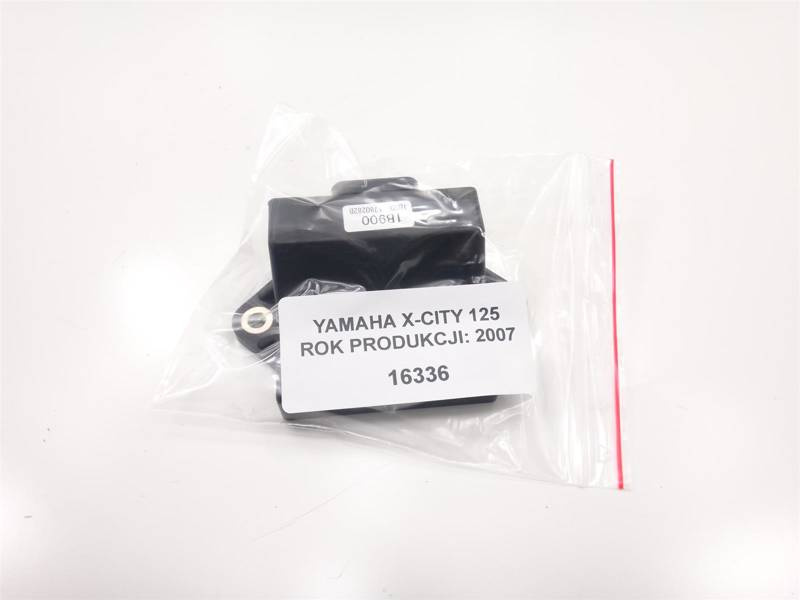 1B900
YAMAHA X-CITY 125
ROK PRODUKCJI: 2007
16336